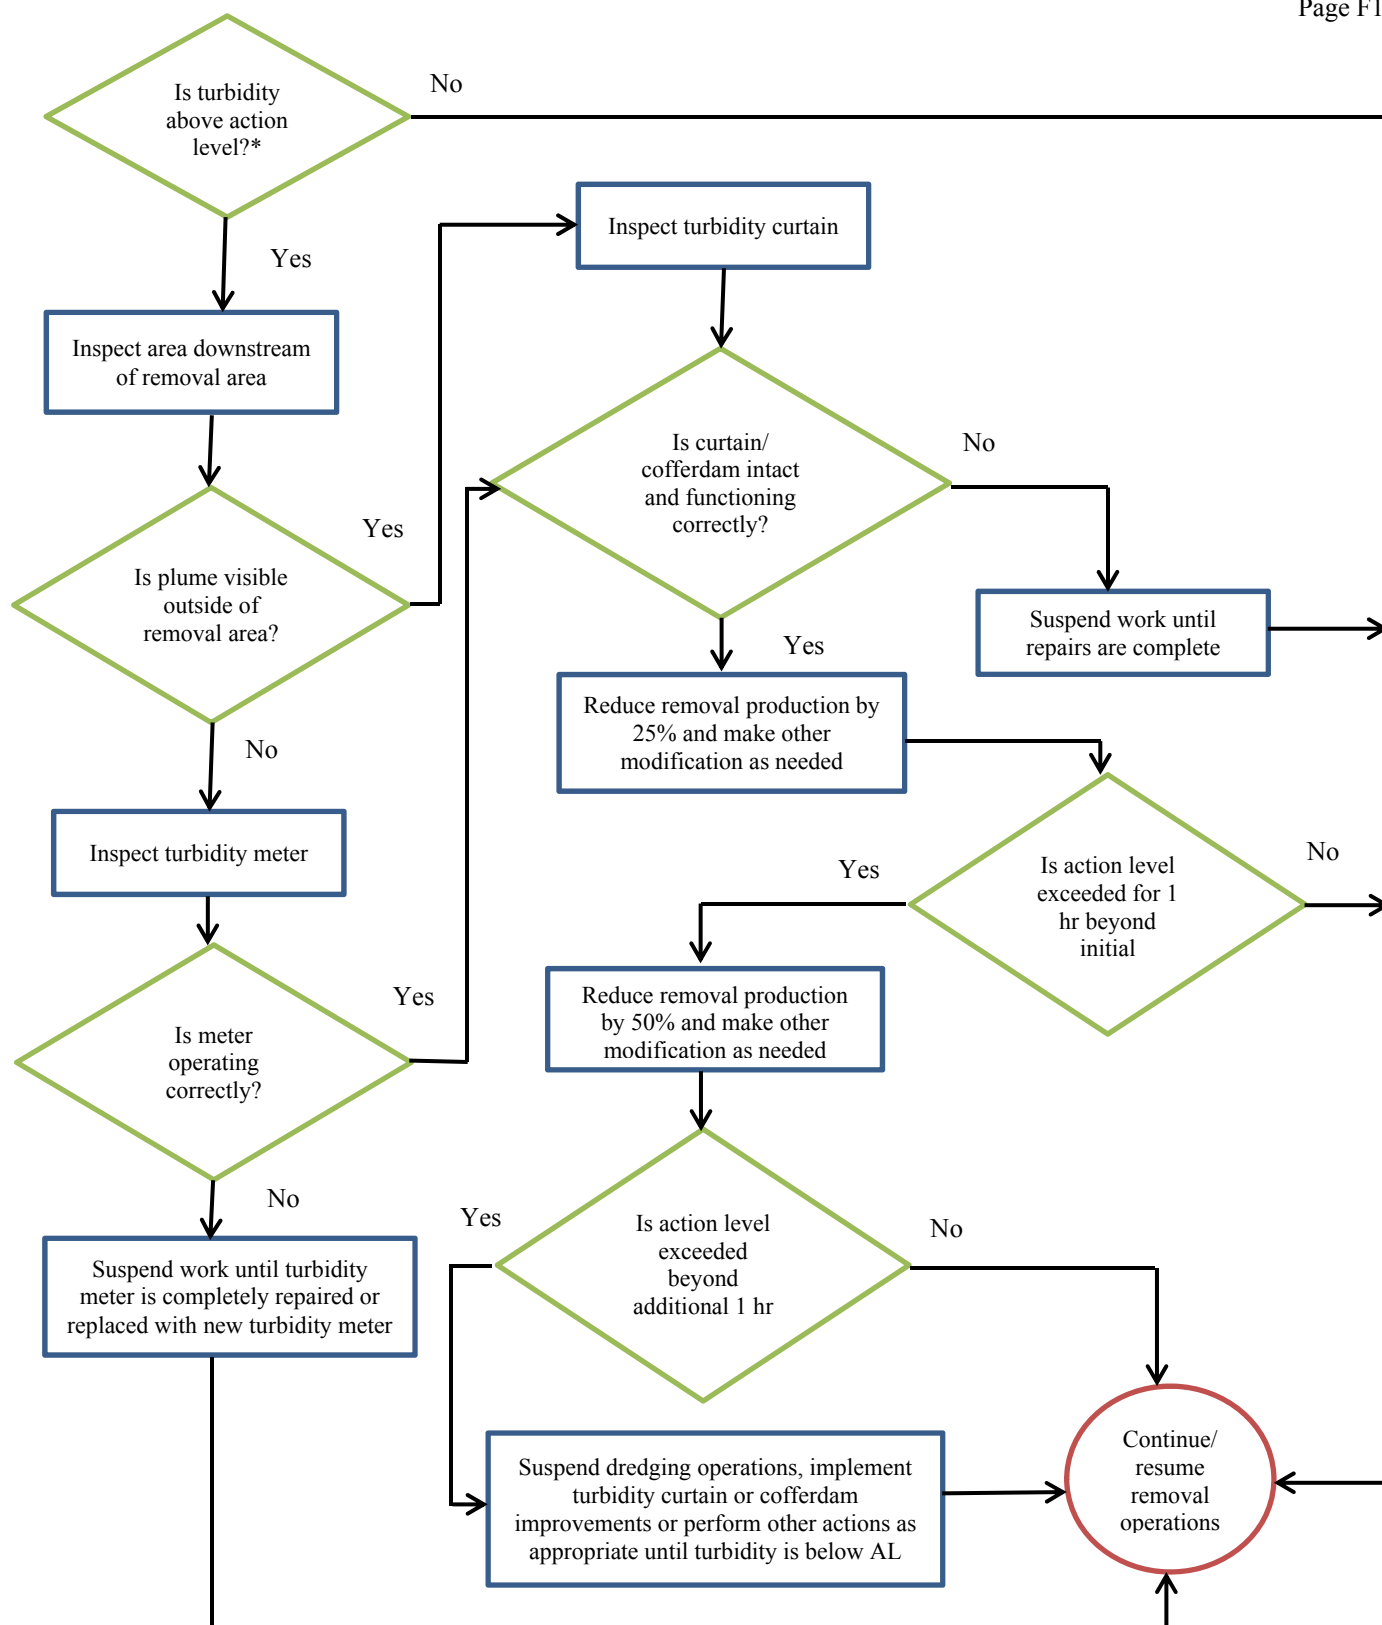 Page F1
Is turbidity
above action
level?*
No
Yes
Inspect turbidity curtain
Inspect area downstream
of removal area
Is curtain/
cofferdam intact
and functioning
correctly?
No
Yes
Is plume visible
outside of
removal area?
Yes
Suspend work until
repairs are complete
Reduce removal production by
25% and make other
modification as needed
No
Inspect turbidity meter
Is action level
exceeded for 1
hr beyond
initial
No
Yes
Reduce removal production
by 50% and make other
modification as needed
Yes
Is meter
operating
correctly?
No
Yes
Is action level
exceeded
beyond
additional 1 hr
No
Suspend work until turbidity
meter is completely repaired or
replaced with new turbidity meter
Continue/
resume
removal
operations
Suspend dredging operations, implement
turbidity curtain or cofferdam
improvements or perform other actions as
appropriate until turbidity is below AL